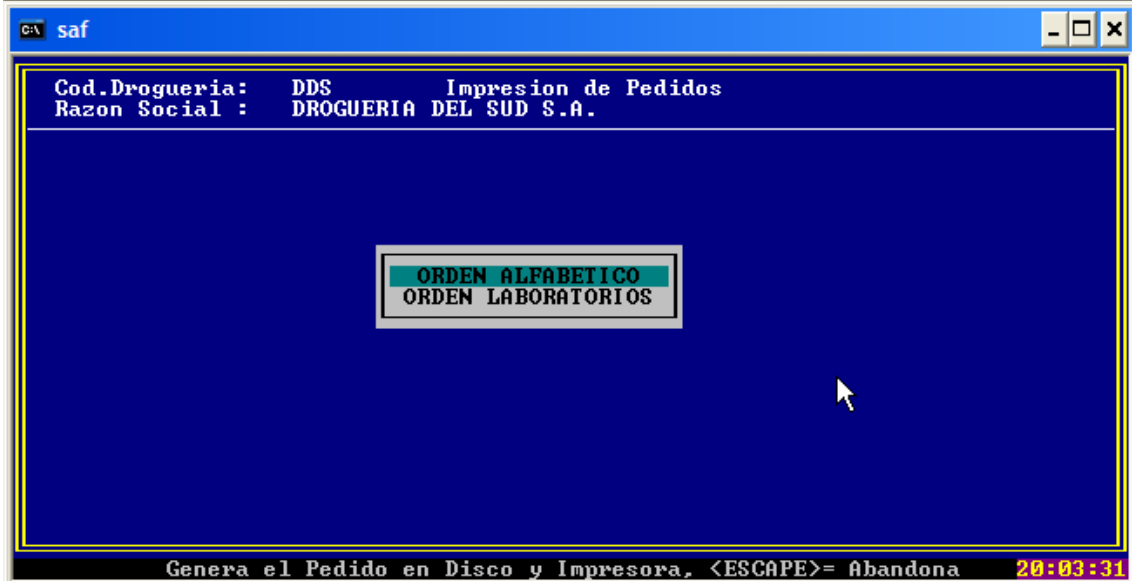 saf
Cod.Drogueria: DDS Impresion de Pedidos
Razon Social : DROGUERIA DEL SUD S.A.
ORDEN ALFABETICO
ORDEN LABORATORIOS
Genera el Pedido en Disco y Impresora, <ESCAPE>= Abandona 20:03:31